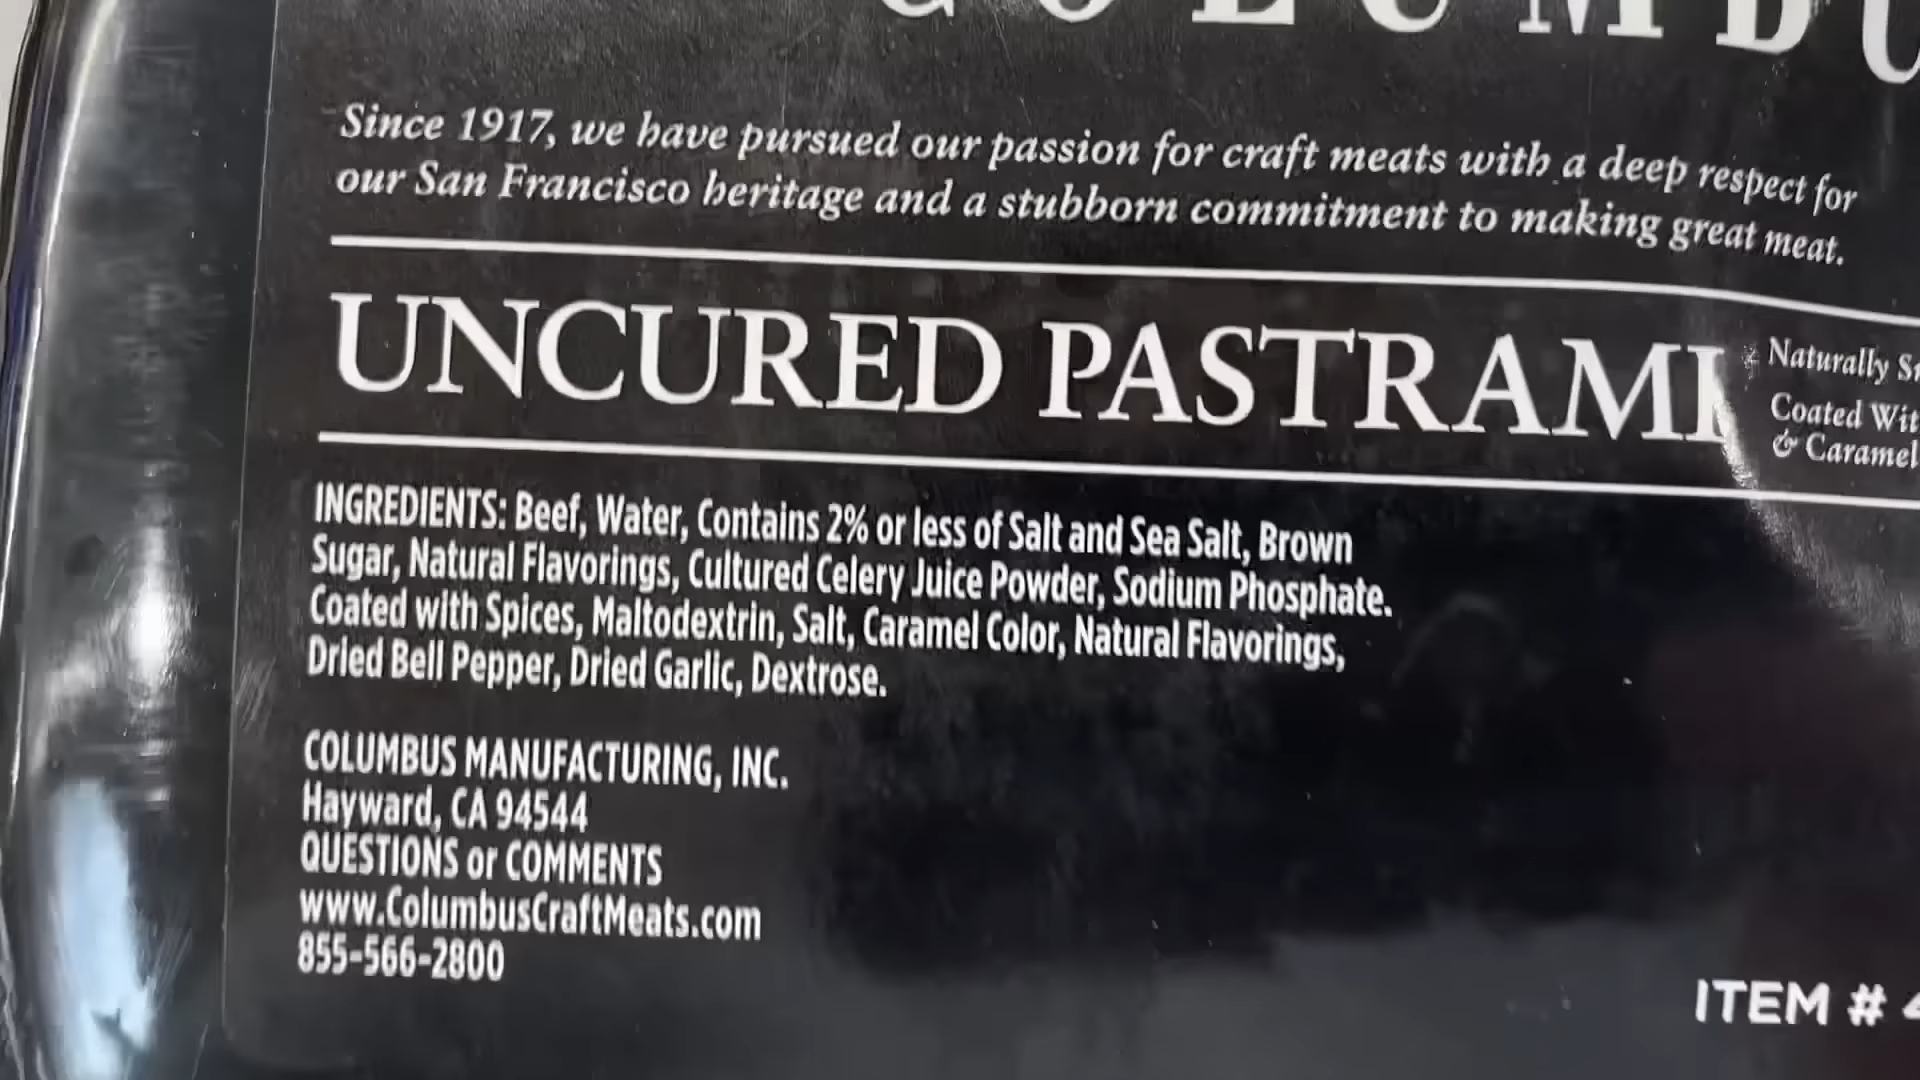 COLUMBU
Since 1917, we have pursued our passion for craft meats with a deep respect for
our San Francisco heritage and a stubborn commitment to making great meat.
UNCURED PASTRAMI
Naturally
Coated
& Caramel
INGREDIENTS: Beef, Water, Contains 2% or less of Salt and Sea Salt, Brown
Sugar, Natural Flavorings, Cultured Celery Juice Powder, Sodium Phosphate.
Coated with Spices, Maltodextrin, Salt, Caramel Color, Natural Flavorings,
Dried Bell Pepper, Dried Garlic, Dextrose.
COLUMBUS MANUFACTURING, INC.
Hayward, CA 94544
QUESTIONS or COMMENTS
www.ColumbusCraftMeats.com
855-566-2800
ITEM #